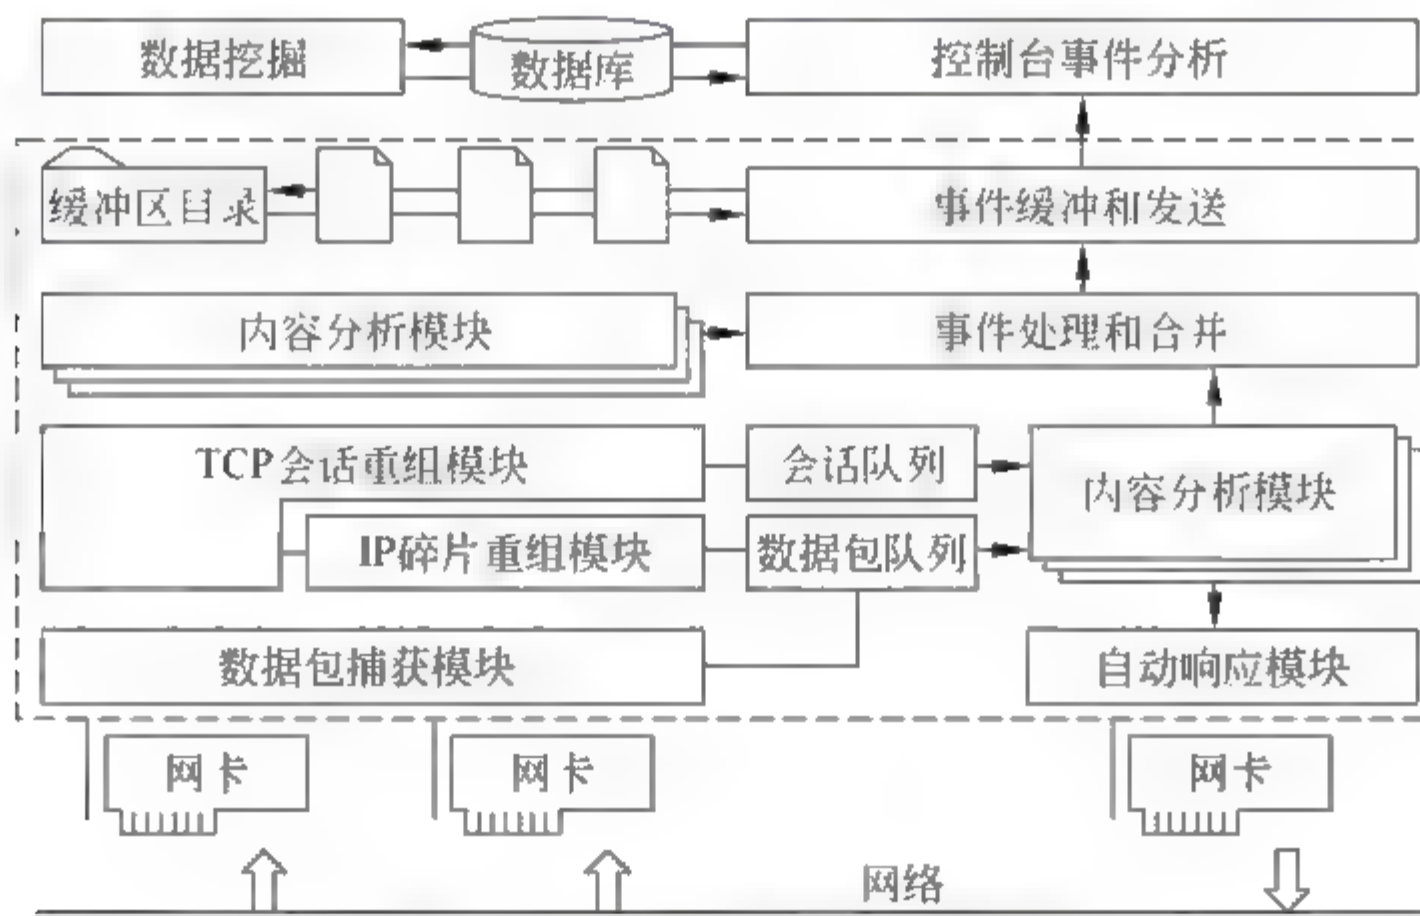 数据挖掘
数据库
控制台事件分析
缓冲区目录
事件缓冲和发送
内容分析模块
事件处理和合并
TCP会话重组模块
会话队列
内容分析模块
IP碎片重组模块
数据包队列
数据包捕获模块
自动响应模块
网卡
网卡
网卡
网络